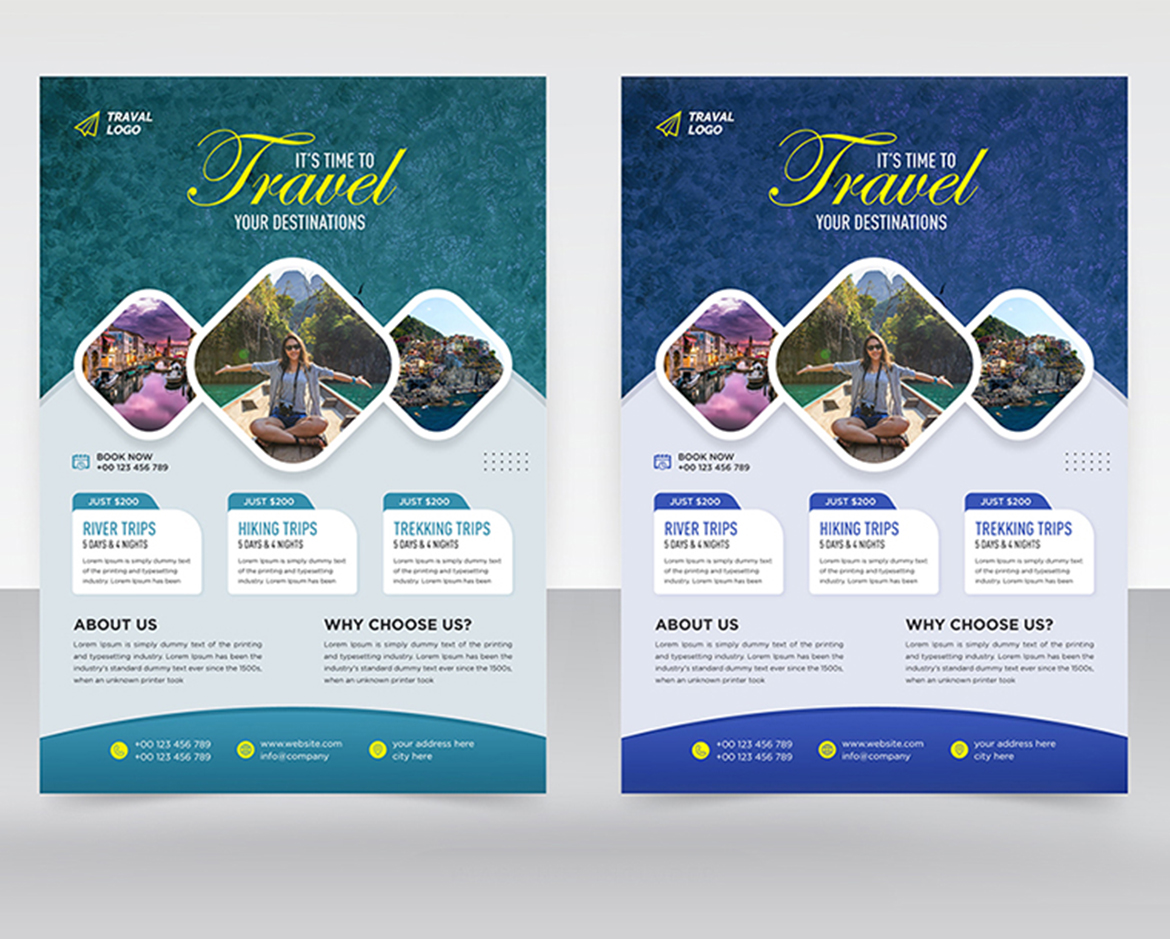 TRAVAL
LOGO
IT'S TIME TO
Travel
YOUR DESTINATIONS
BOOK NOW
+00 123 456 789
JUST $200
RIVER TRIPS
5 DAYS & 4 NIGHTS
Lorem Ipsum is simply dummy text
of the printing and typesetting
industry. Lorem Ipsum has been
JUST $200
HIKING TRIPS
5 DAYS & 4 NIGHTS
Lorem Ipsum is simply dummy text
of the printing and typesetting
industry. Lorem Ipsum has been
JUST $200
TREKKING TRIPS
5 DAYS & 4 NIGHTS
Lorem Ipsum is simply dummy text
of the printing and typesetting
industry. Lorem Ipsum has been
ABOUT US
Lorem Ipsum is simply dummy text of the printing
and typesetting industry. Lorem Ipsum has been the
industry's standard dummy text ever since the 1500s,
when an unknown printer took
WHY CHOOSE US?
Lorem Ipsum is simply dummy text of the printing
and typesetting industry. Lorem Ipsum has been the
industry's standard dummy text ever since the 1500s,
when an unknown printer took
+00 123 456 789
+00 123 456 789
www.website.com
info@company
your address here
city here
TRAVAL
LOGO
IT'S TIME TO
Travel
YOUR DESTINATIONS
BOOK NOW
+00 123 456 789
JUST $200
RIVER TRIPS
5 DAYS & 4 NIGHTS
Lorem Ipsum is simply dummy text
of the printing and typesetting
industry. Lorem Ipsum has been
JUST $200
HIKING TRIPS
5 DAYS & 4 NIGHTS
Lorem Ipsum is simply dummy text
of the printing and typesetting
industry. Lorem Ipsum has been
JUST $200
TREKKING TRIPS
5 DAYS & 4 NIGHTS
Lorem Ipsum is simply dummy text
of the printing and typesetting
industry. Lorem Ipsum has been
ABOUT US
Lorem Ipsum is simply dummy text of the printing
and typesetting industry. Lorem Ipsum has been the
industry's standard dummy text ever since the 1500s,
when an unknown printer took
WHY CHOOSE US?
Lorem Ipsum is simply dummy text of the printing
and typesetting industry. Lorem Ipsum has been the
industry's standard dummy text ever since the 1500s,
when an unknown printer took
+00 123 456 789
+00 123 456 789
www.website.com
info@company
your address here
city here